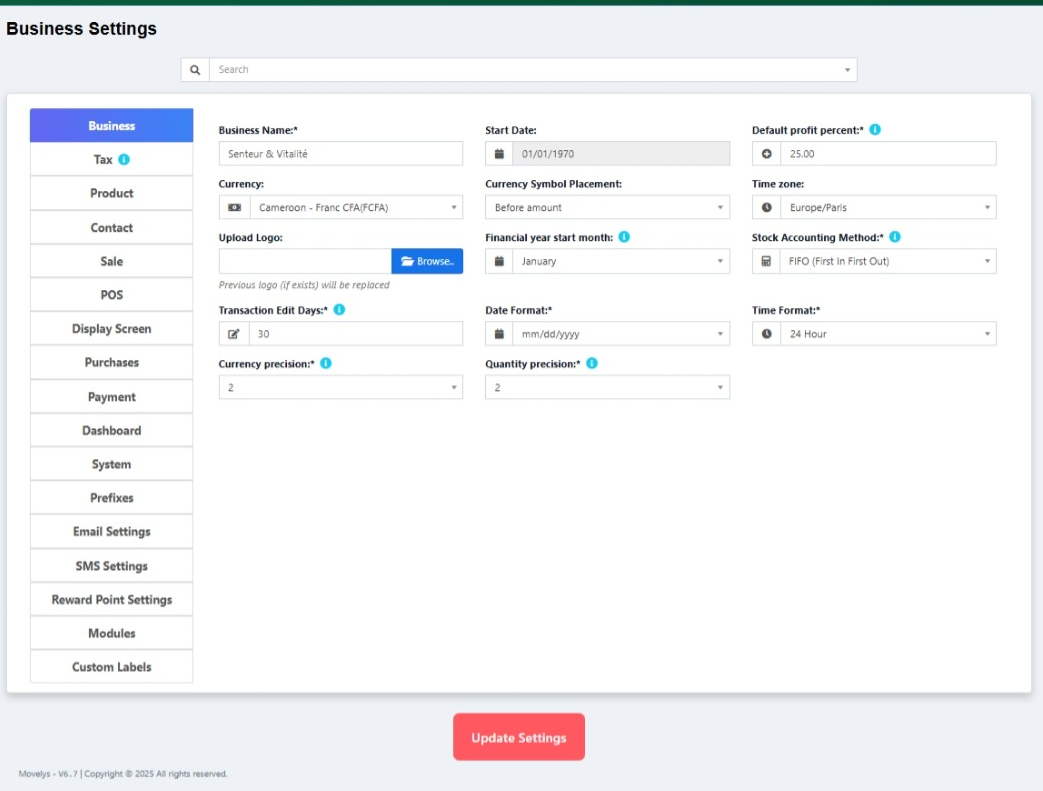 Business Settings
Search
Business
Tax
Product
Contact
Sale
POS
Display Screen
Purchases
Payment
Dashboard
System
Prefixes
Email Settings
SMS Settings
Reward Point Settings
Modules
Custom Labels
Business Name:*
Senteur & Vitalité
Start Date:
01/01/1970
Default profit percent:*
25.00
Currency:
Cameroon - Franc CFA(FCFA)
Currency Symbol Placement:
Before amount
Time zone:
Europe/Paris
Upload Logo:
Browse..
Previous logo (if exists) will be replaced
Financial year start month:
January
Stock Accounting Method:*
FIFO (First In First Out)
Transaction Edit Days:*
30
Date Format:*
mm/dd/yyyy
Time Format:*
24 Hour
Currency precision:*
2
Quantity precision:*
2
Update Settings
Movelys - V6.7 | Copyright © 2025 All rights reserved.